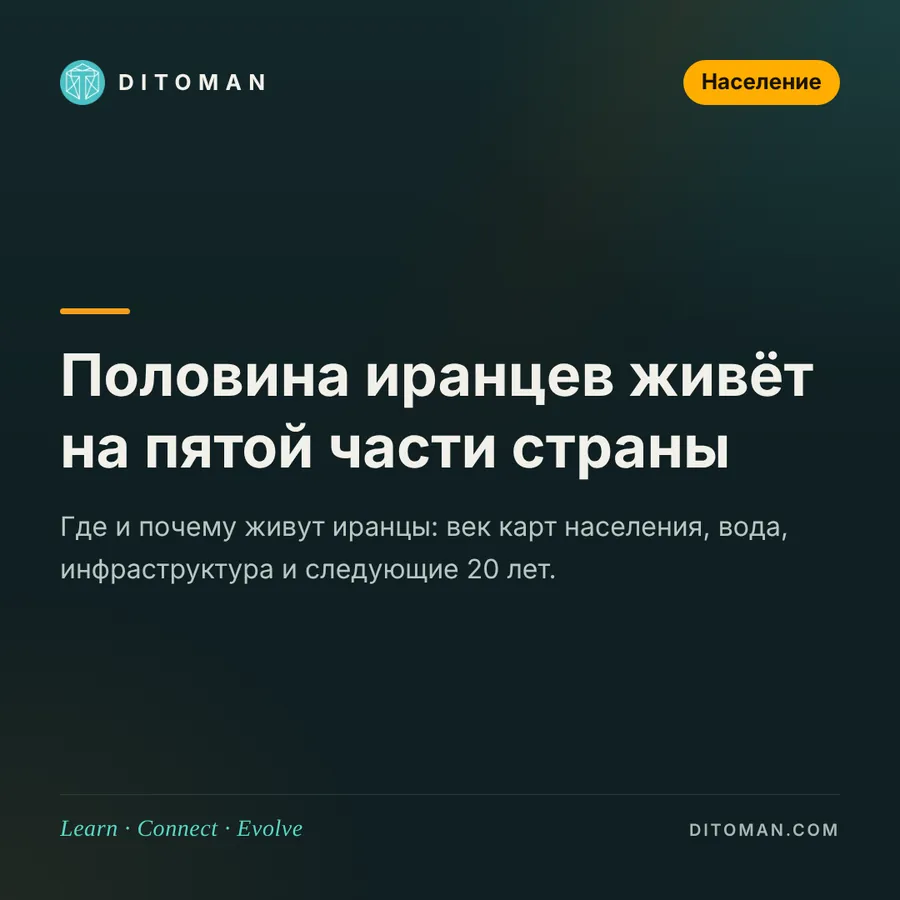 DITOMAN
Население
Половина иранцев живёт
на пятой части страны
Где и почему живут иранцы: век карт населения, вода,
инфраструктура и следующие 20 лет.
Learn · Connect · Evolve
DITOMAN.COM